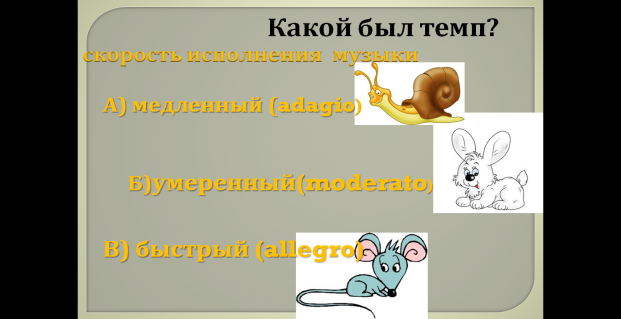 Какой был темп?
скорость исполнения музыки
А) медленный (adagio)
Б)умеренный(moderato)
В) быстрый (allegro)